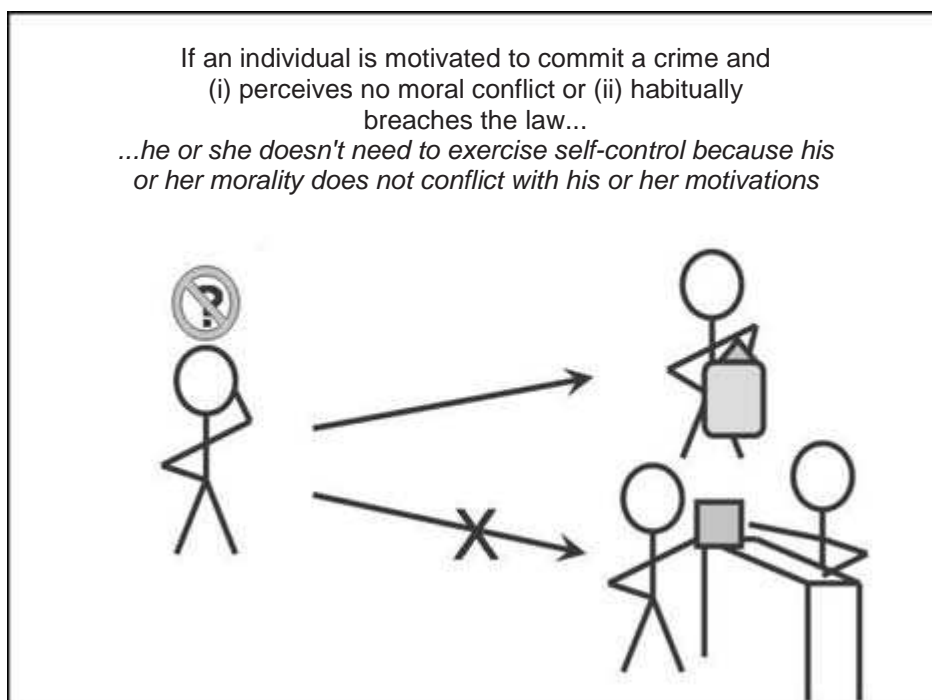 If an individual is motivated to commit a crime and
(i) perceives no moral conflict or (ii) habitually
breaches the law...
...he or she doesn't need to exercise self-control because his
or her morality does not conflict with his or her motivations
?
X